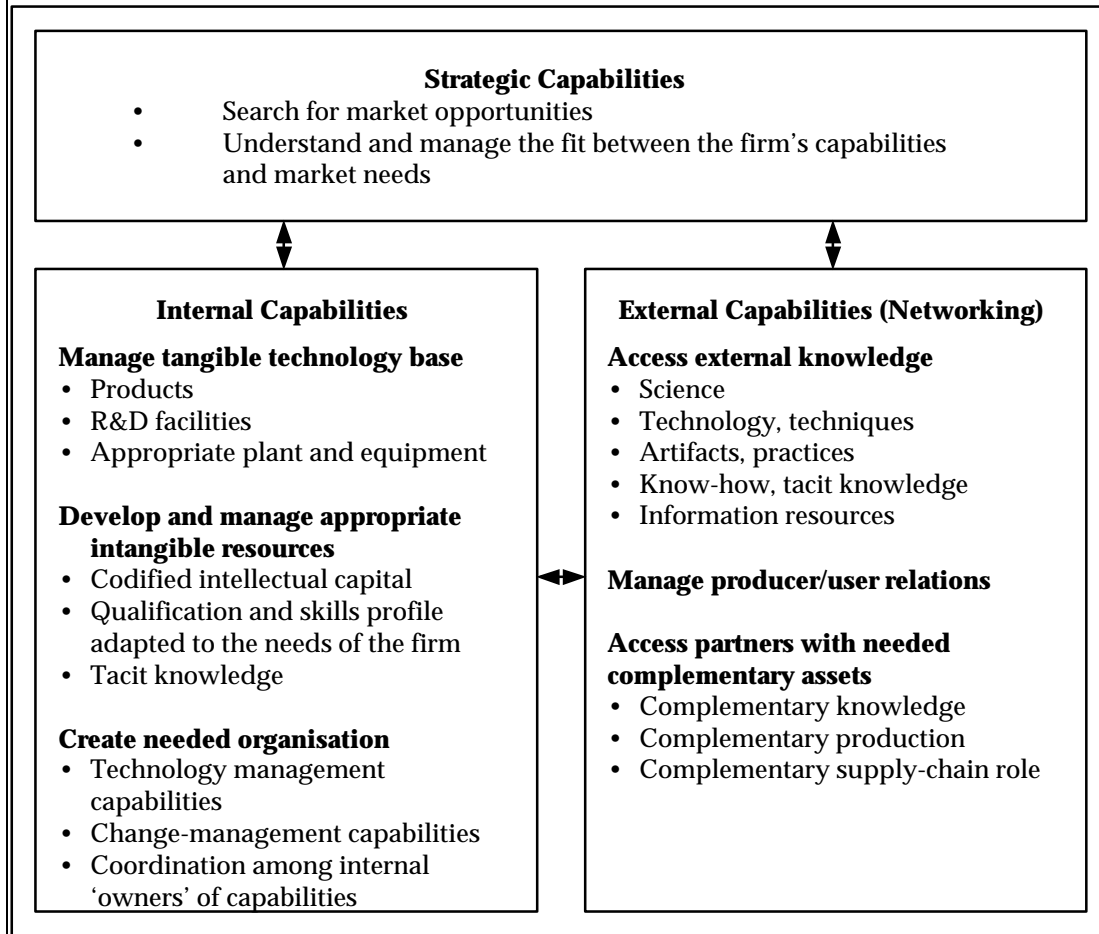 Strategic Capabilities
• Search for market opportunities
• Understand and manage the fit between the firm’s capabilities
and market needs
Internal Capabilities
Manage tangible technology base
• Products
• R&D facilities
• Appropriate plant and equipment
Develop and manage appropriate
intangible resources
• Codified intellectual capital
• Qualification and skills profile
adapted to the needs of the firm
• Tacit knowledge
Create needed organisation
• Technology management
capabilities
• Change-management capabilities
• Coordination among internal
‘owners’ of capabilities
External Capabilities (Networking)
Access external knowledge
• Science
• Technology, techniques
• Artifacts, practices
• Know-how, tacit knowledge
• Information resources
Manage producer/user relations
Access partners with needed
complementary assets
• Complementary knowledge
• Complementary production
• Complementary supply-chain role